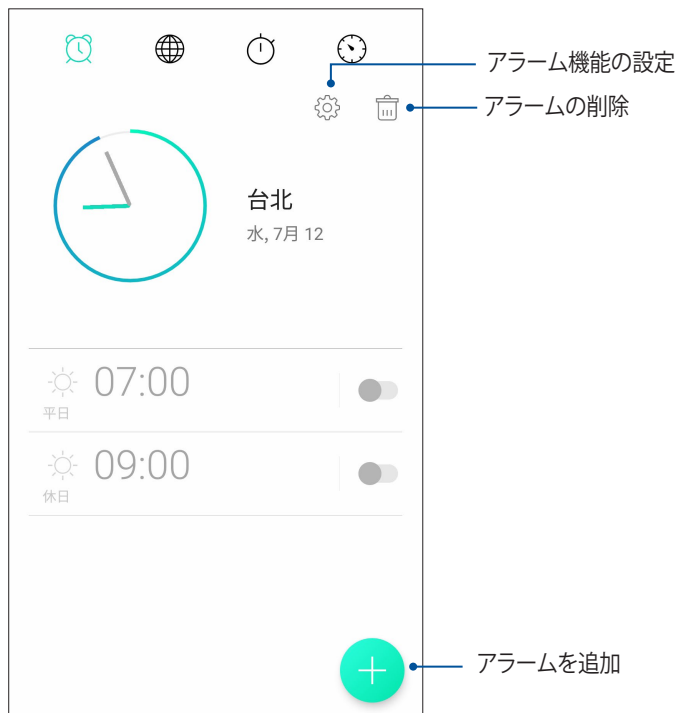 アラーム機能の設定
アラームの削除
台北
水, 7月 12
07:00
平日
09:00
休日
アラームを追加